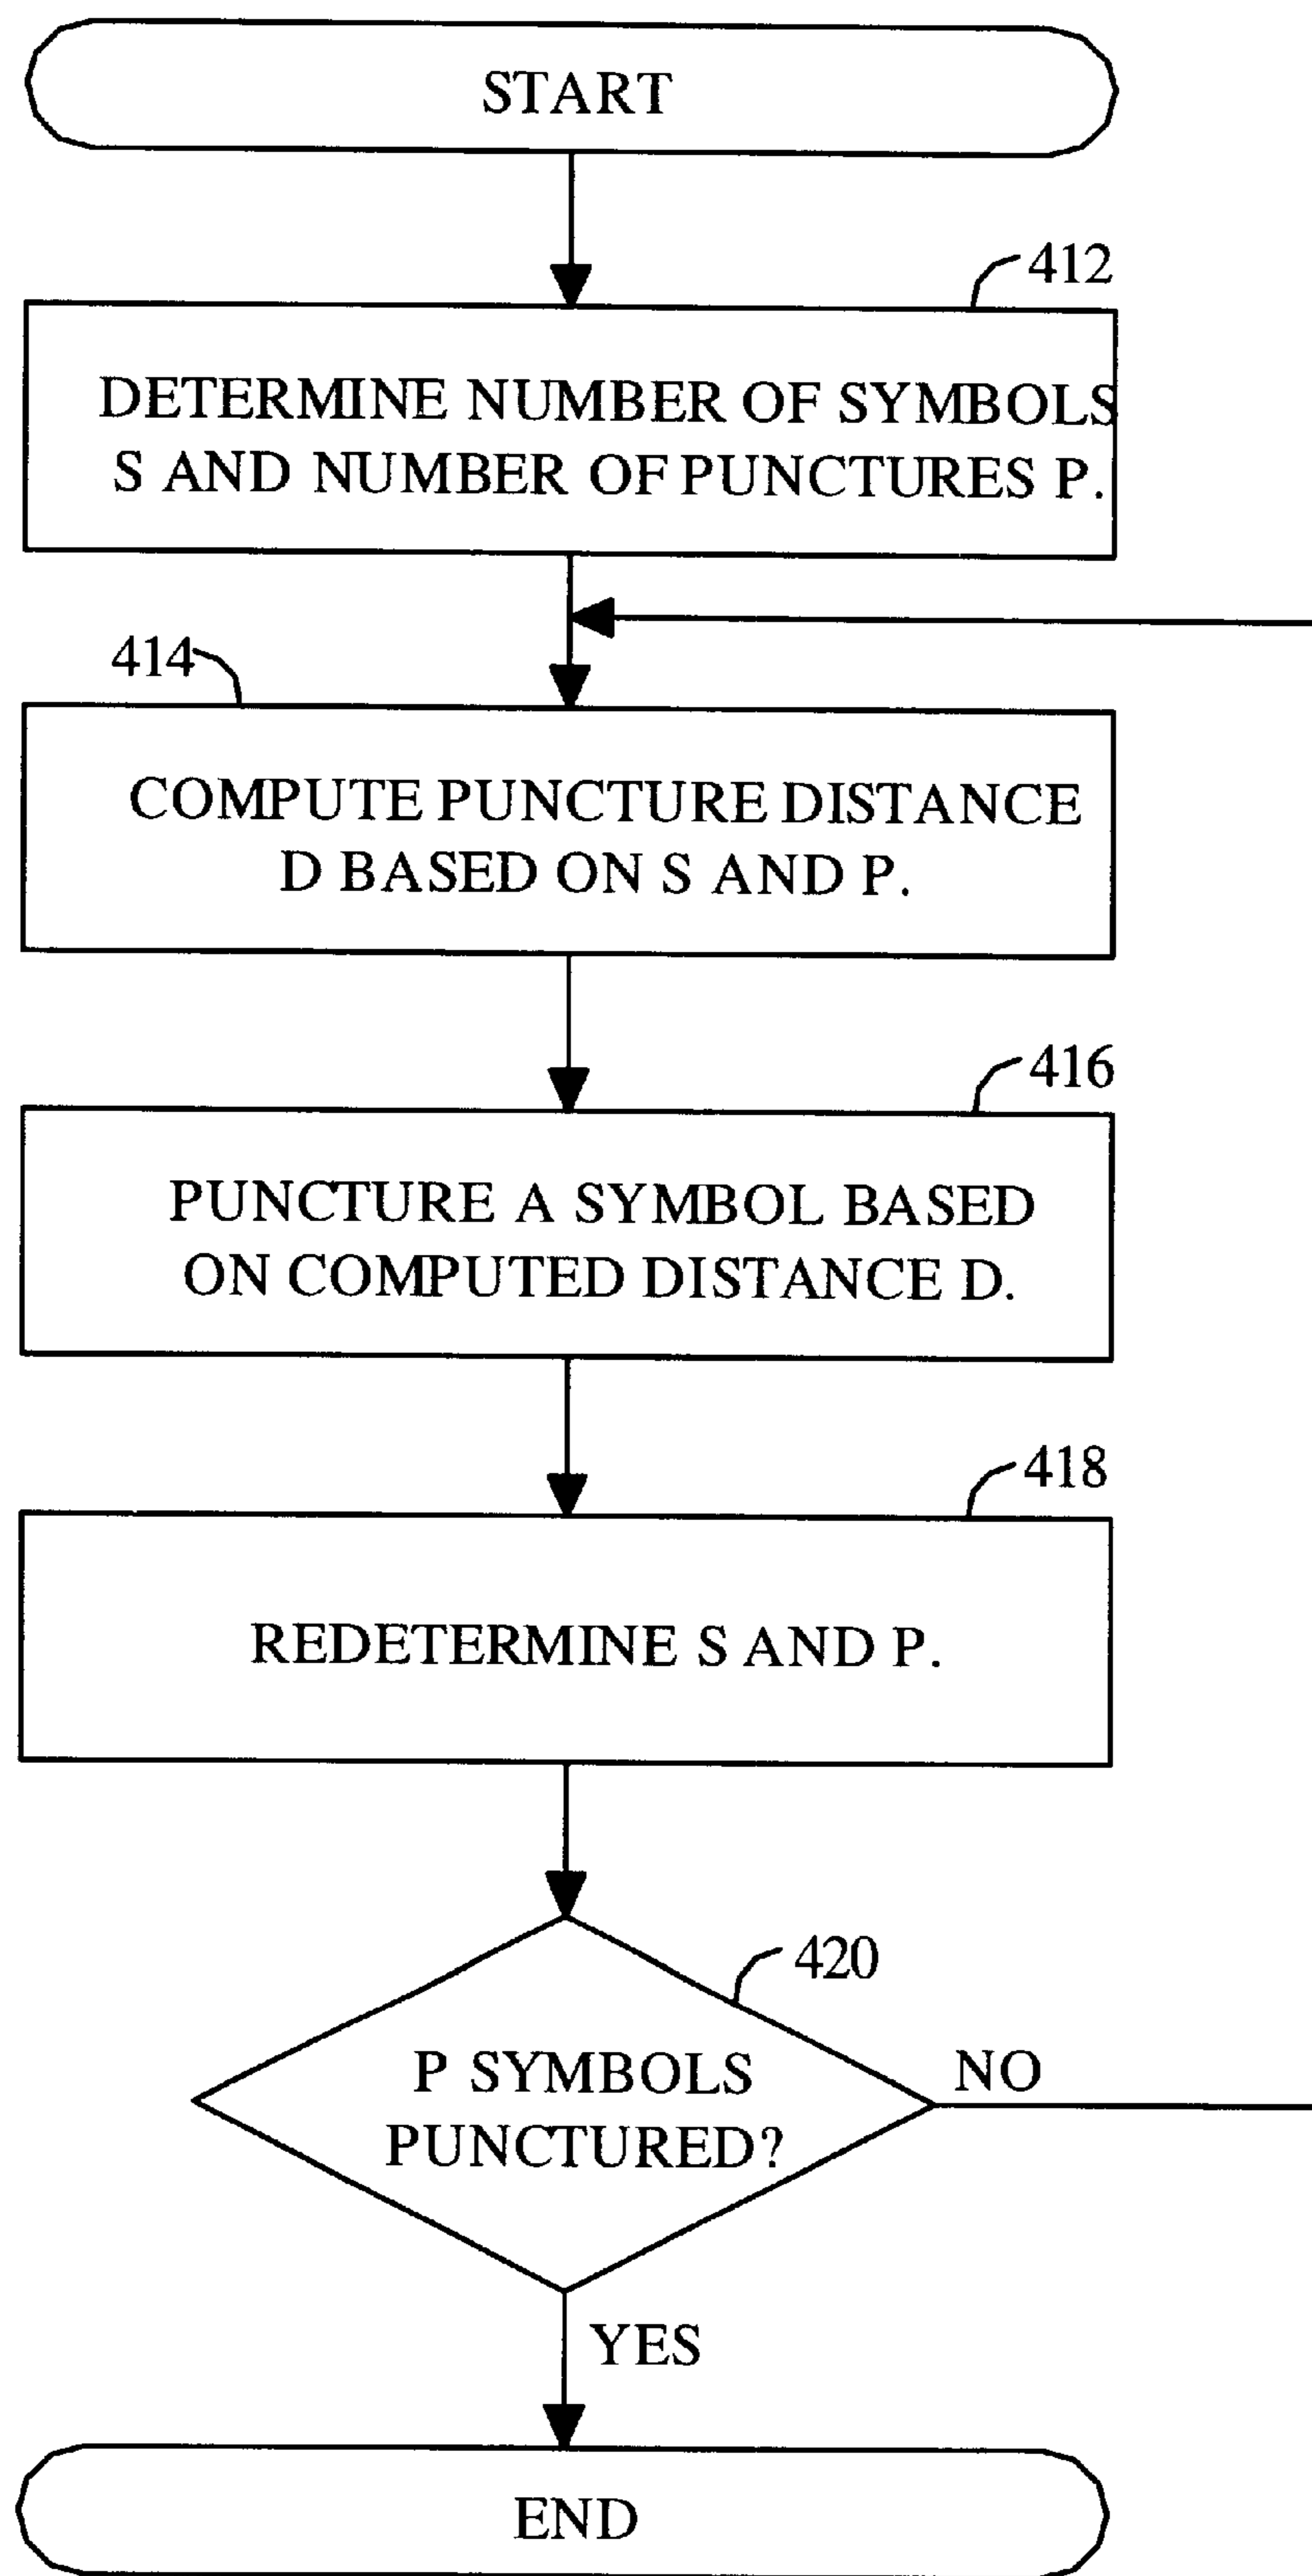 START
412
DETERMINE NUMBER OF SYMBOLS
S AND NUMBER OF PUNCTURES P.
414
COMPUTE PUNCTURE DISTANCE
D BASED ON S AND P.
416
PUNCTURE A SYMBOL BASED
ON COMPUTED DISTANCE D.
418
REDETERMINE S AND P.
420
P SYMBOLS
PUNCTURED?
NO
YES
END